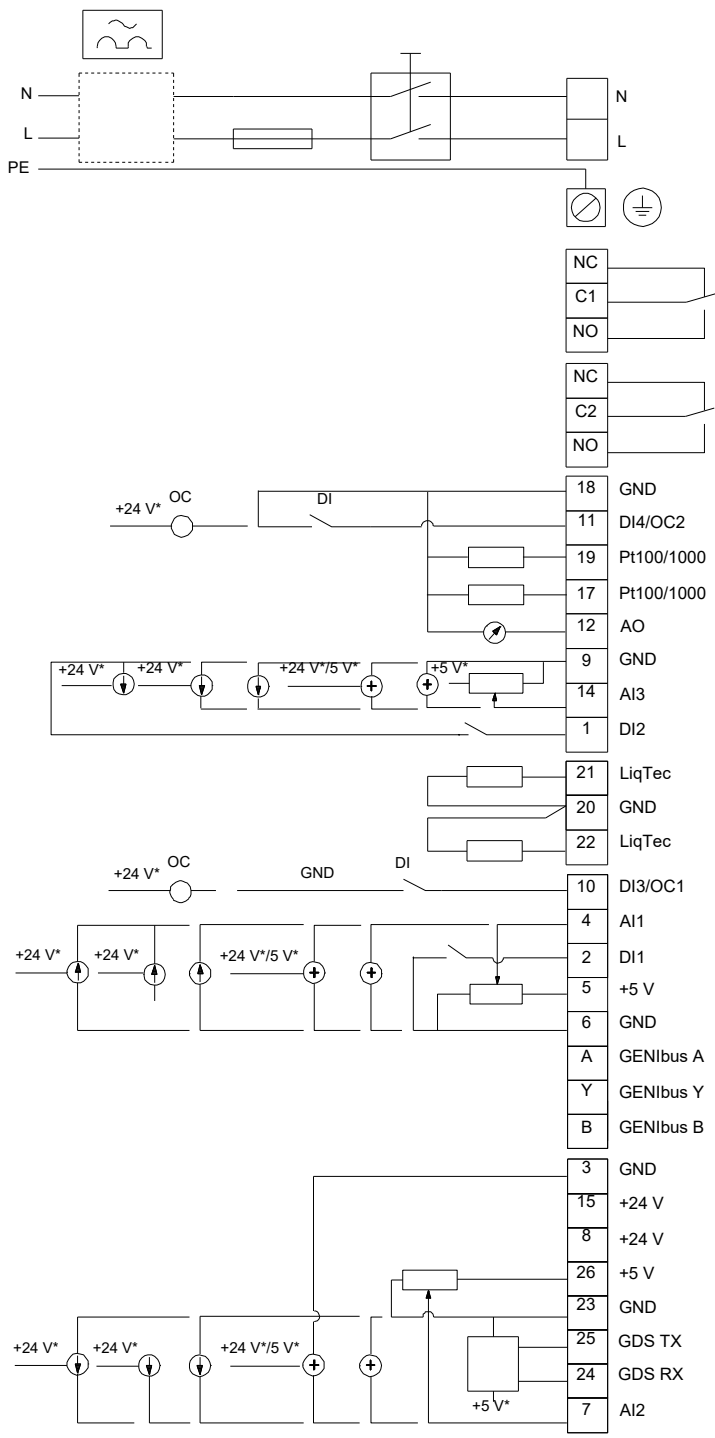 N N
L L
PE
NC
C1
NO
NC
C2
NO
18 GND
+24 V* OC DI 11 DI4/OC2
19 Pt100/1000
17 Pt100/1000
12 AO
9 GND
+24 V* +24 V* +24 V*/5 V* +5 V*
14 AI3
1 DI2
21 LiqTec
20 GND
22 LiqTec
+24 V* OC GND DI 10 DI3/OC1
4 AI1
+24 V* +24 V* +24 V*/5 V* 2 DI1
5 +5 V
6 GND
A GENIbus A
Y GENIbus Y
B GENIbus B
3 GND
15 +24 V
8 +24 V
26 +5 V
23 GND
+24 V* +24 V* +24 V*/5 V* 25 GDS TX
24 GDS RX
+5 V* 7 AI2